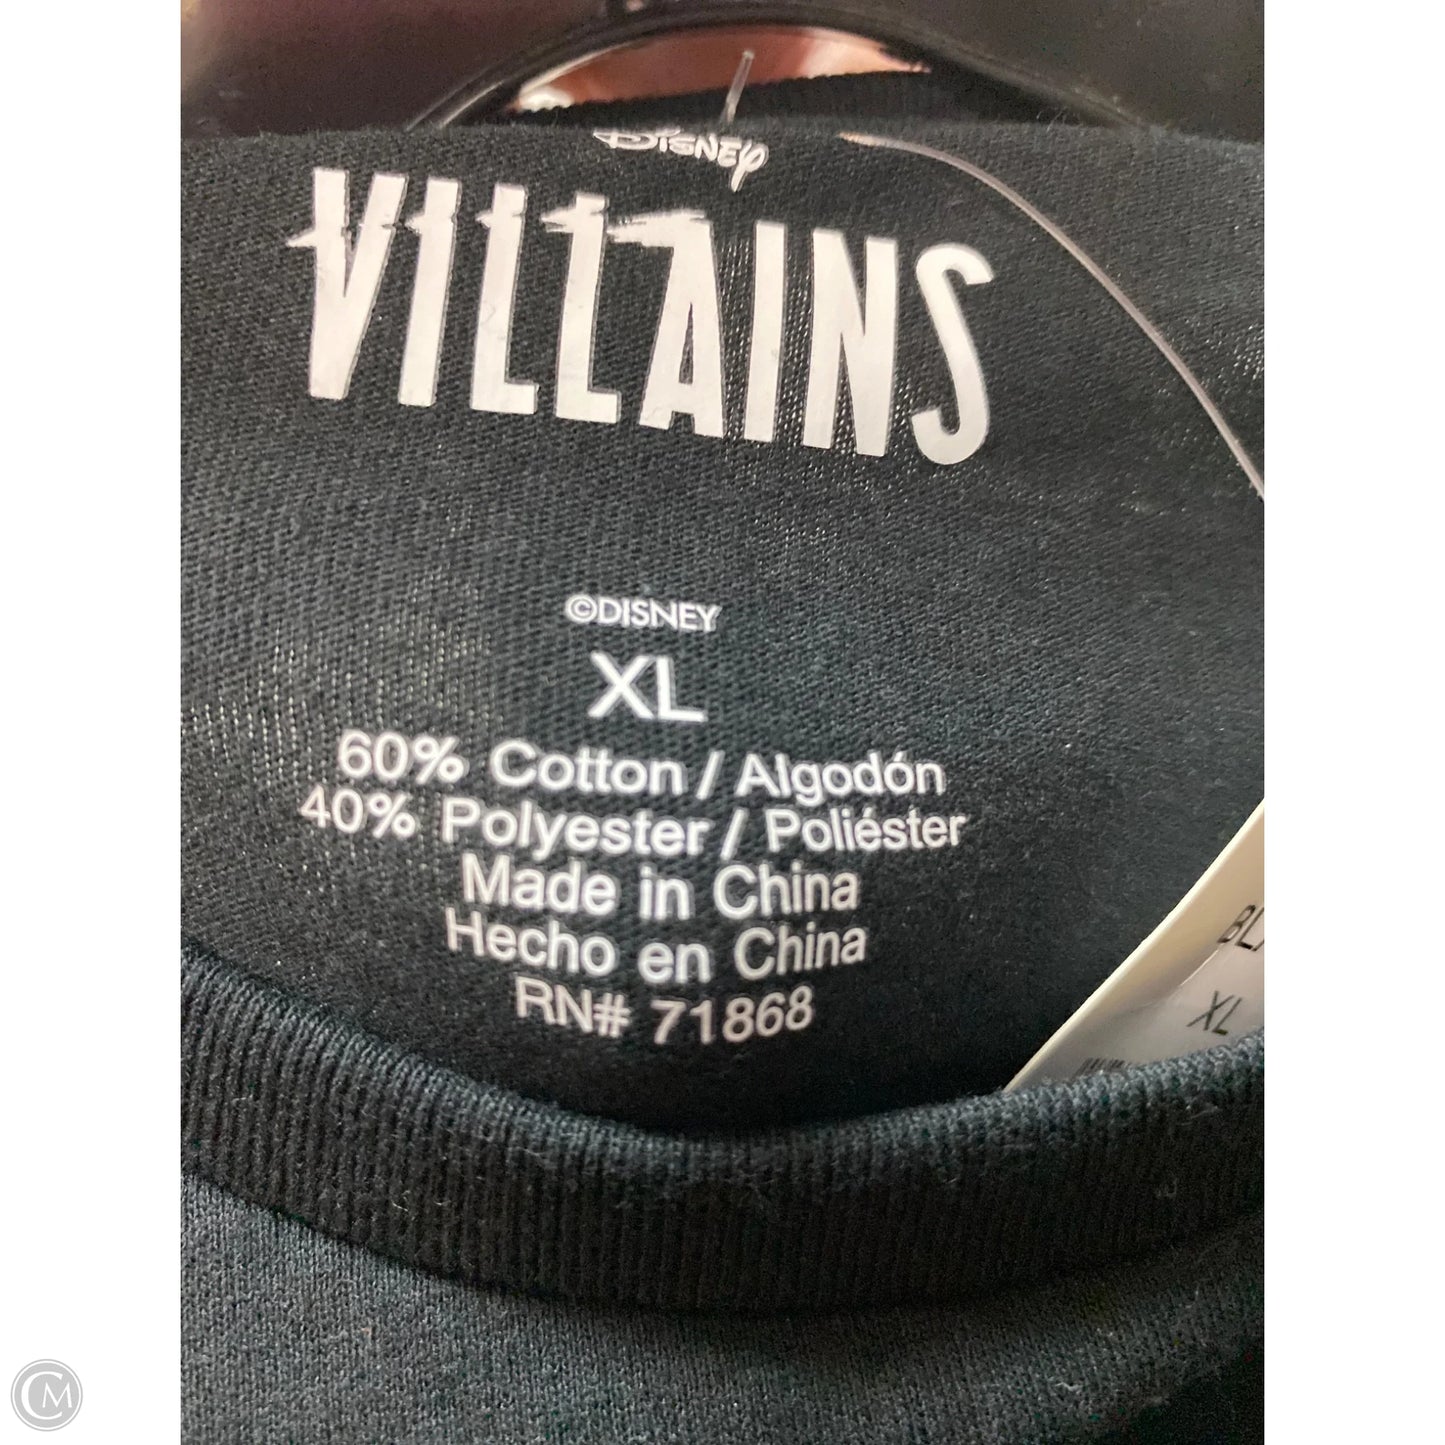 Disney
VILLAINS
©DISNEY
XL
60% Cotton / Algodón
40% Polyester / Poliéster
Made in China
Hecho en China
RN# 71868
XL
CM